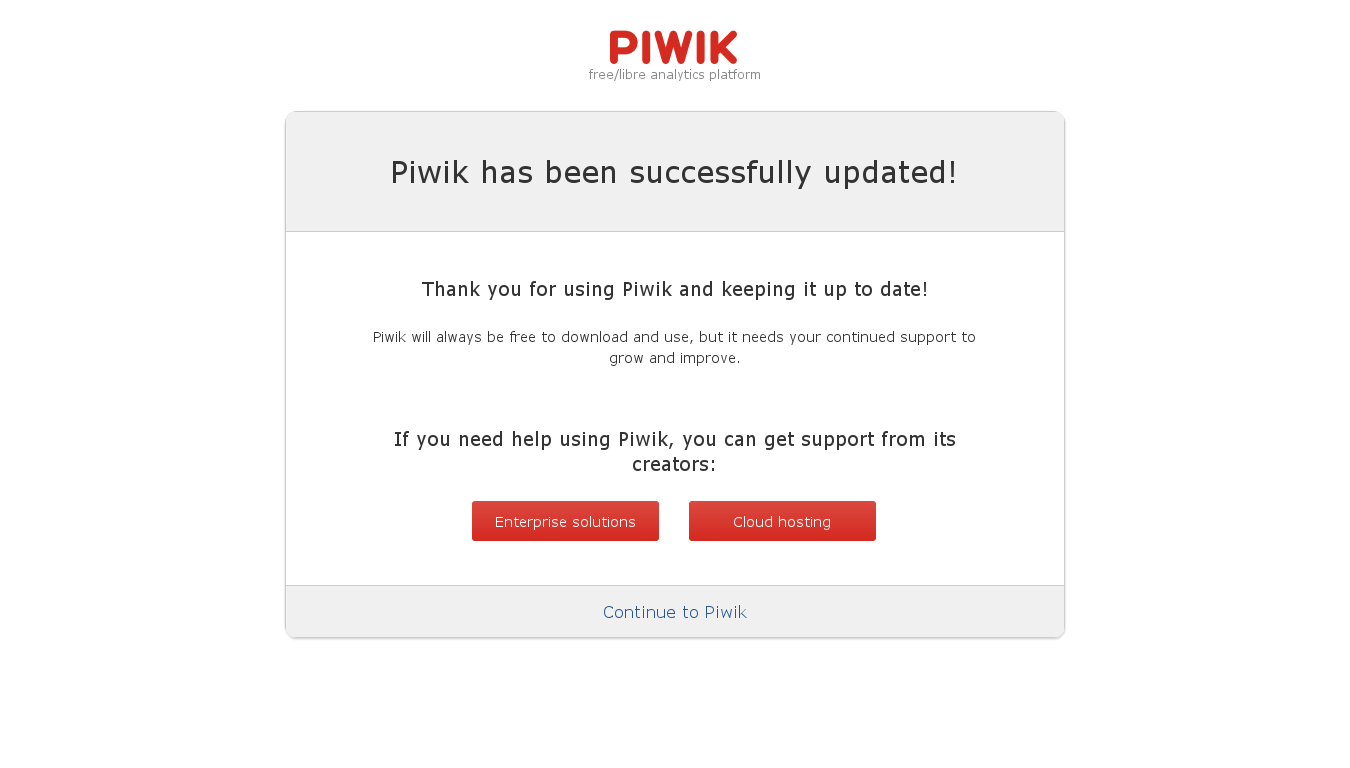 PIWIK
free/libre analytics platform
Piwik has been successfully updated!
Thank you for using Piwik and keeping it up to date!
Piwik will always be free to download and use, but it needs your continued support to
grow and improve.
If you need help using Piwik, you can get support from its
creators:
Enterprise solutions
Cloud hosting
Continue to Piwik